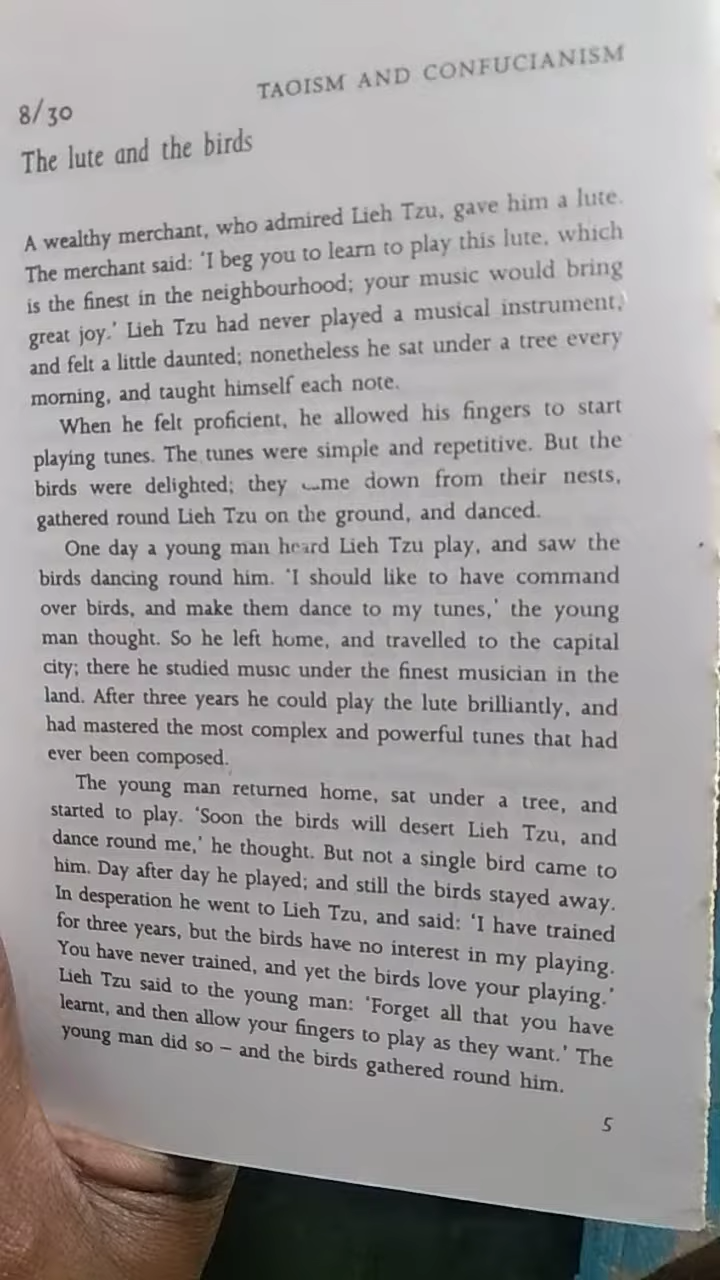 TAOISM AND CONFUCIANISM
8/30
The lute and the birds
A wealthy merchant, who admired Lieh Tzu, gave him a lute.
The merchant said: 'I beg you to learn to play this lute, which
is the finest in the neighbourhood; your music would bring
great joy.' Lieh Tzu had never played a musical instrument,
and felt a little daunted; nonetheless he sat under a tree every
morning, and taught himself each note.
When he felt proficient, he allowed his fingers to start
playing tunes. The tunes were simple and repetitive. But the
birds were delighted; they came down from their nests,
gathered round Lieh Tzu on the ground, and danced.
One day a young man heard Lieh Tzu play, and saw the
birds dancing round him. 'I should like to have command
over birds, and make them dance to my tunes,' the young
man thought. So he left home, and travelled to the capital
city; there he studied music under the finest musician in the
land. After three years he could play the lute brilliantly, and
had mastered the most complex and powerful tunes that had
ever been composed.
The young man returned home, sat under a tree, and
started to play. 'Soon the birds will desert Lieh Tzu, and
dance round me,' he thought. But not a single bird came to
him. Day after day he played; and still the birds stayed away.
In desperation he went to Lieh Tzu, and said: 'I have trained
for three years, but the birds have no interest in my playing.
You have never trained, and yet the birds love your playing.'
Lieh Tzu said to the young man: 'Forget all that you have
learnt, and then allow your fingers to play as they want.' The
young man did so – and the birds gathered round him.
5